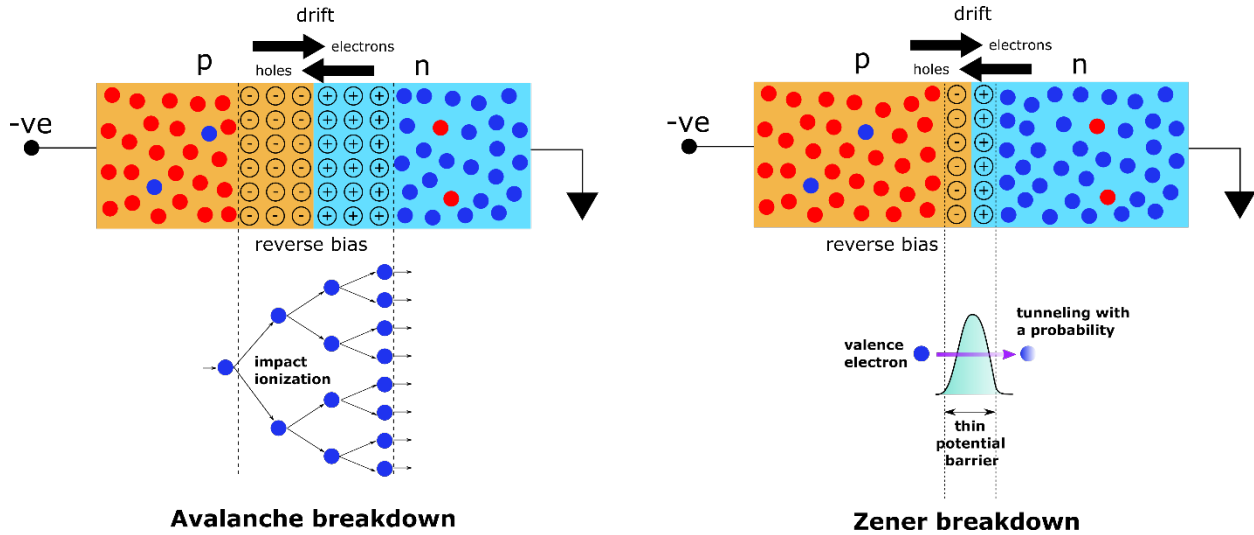 drift
electrons
p
holes
n
-ve
- - - + + +
- - - + + +
- - - + + +
- - - + + +
- - - + + +
- - - + + +
- - - + + +
reverse bias
impact
ionization
Avalanche breakdown
drift
electrons
p
holes
n
-ve
- +
- +
- +
- +
- +
- +
- +
reverse bias
valence
electron
tunneling with
a probability
thin
potential
barrier
Zener breakdown